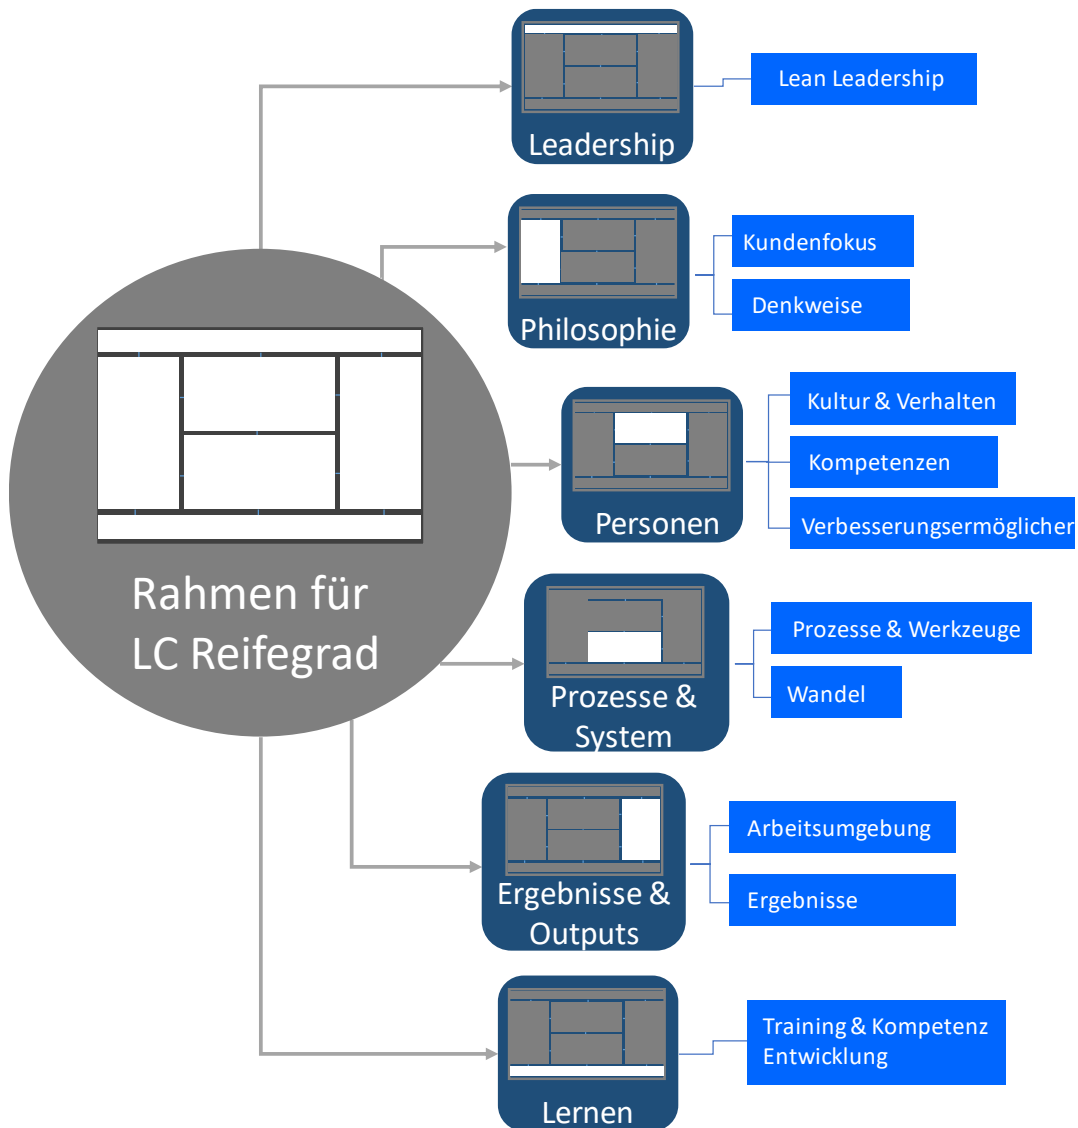 Leadership
Lean Leadership
Philosophie
Kundenfokus
Denkweise
Rahmen für
LC Reifegrad
Personen
Kultur & Verhalten
Kompetenzen
Verbesserungsermöglicher
Prozesse &
System
Prozesse & Werkzeuge
Wandel
Ergebnisse &
Outputs
Arbeitsumgebung
Ergebnisse
Lernen
Training & Kompetenz
Entwicklung